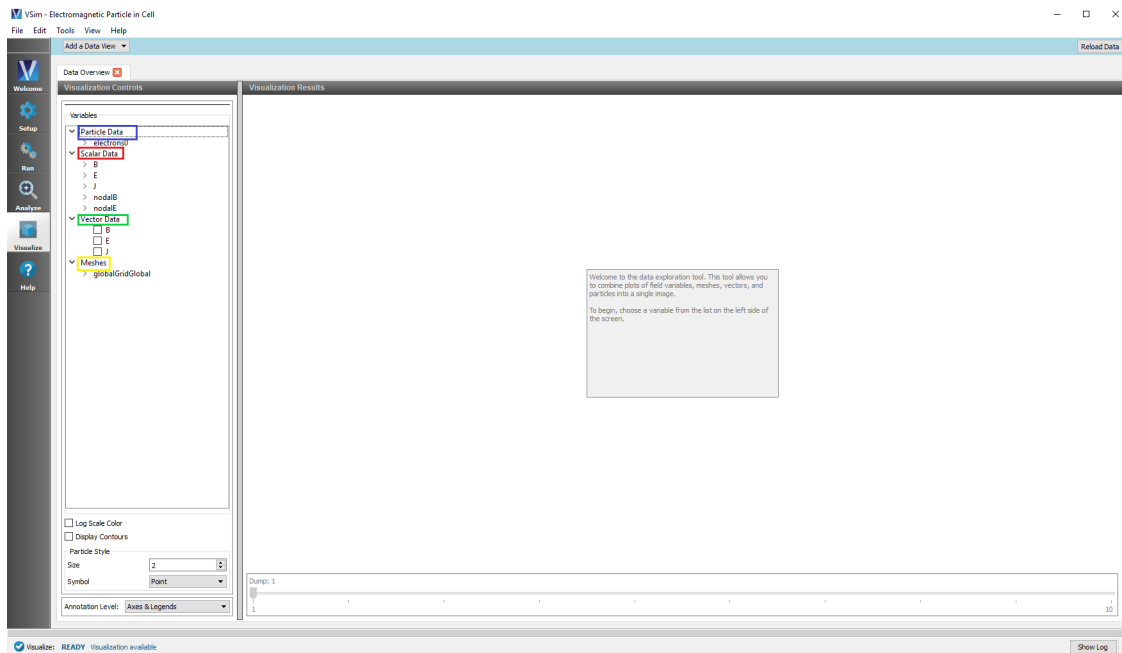 VSim - Electromagnetic Particle in Cell
File Edit Tools View Help
Add a Data View
Reload Data
Welcome
Setup
Run
Analyze
Visualize
Help
Data Overview
Visualization Controls
Variables
Particle Data
electrons0
Scalar Data
B
E
J
nodalB
nodalE
Vector Data
B
E
J
Meshes
globalGridGlobal
Log Scale Color
Display Contours
Particle Style
Size 2
Symbol Point
Annotation Level: Axes & Legends
Visualization Results
Welcome to the data exploration tool. This tool allows you
to combine plots of field variables, meshes, vectors, and
particles into a single image.
To begin, choose a variable from the list on the left side of
the screen.
Dump: 1
1 10
Visualize: READY Visualization available
Show Log